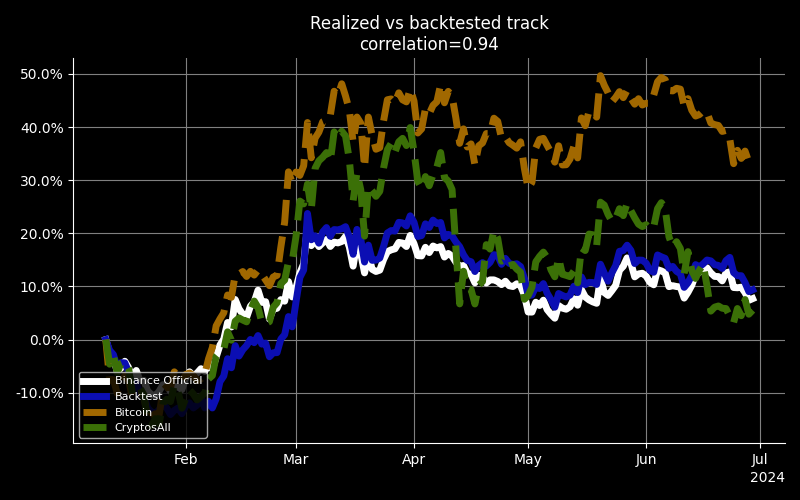 Realized vs backtested track
correlation=0.94
50.0%
40.0%
30.0%
20.0%
10.0%
0.0%
-10.0%
Binance Official
Backtest
Bitcoin
CryptosAll
Feb Mar Apr May Jun Jul
2024